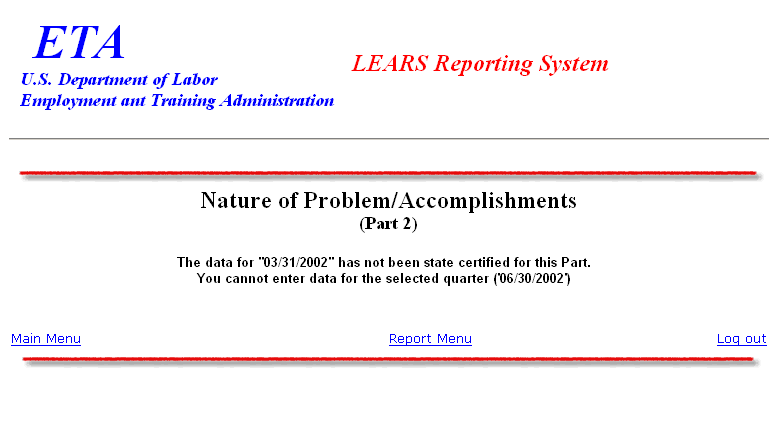 ETA
U.S. Department of Labor
Employment ant Training Administration
LEARS Reporting System
Nature of Problem/Accomplishments
(Part 2)
The data for "03/31/2002" has not been state certified for this Part.
You cannot enter data for the selected quarter ('06/30/2002')
Main Menu
Report Menu
Log out